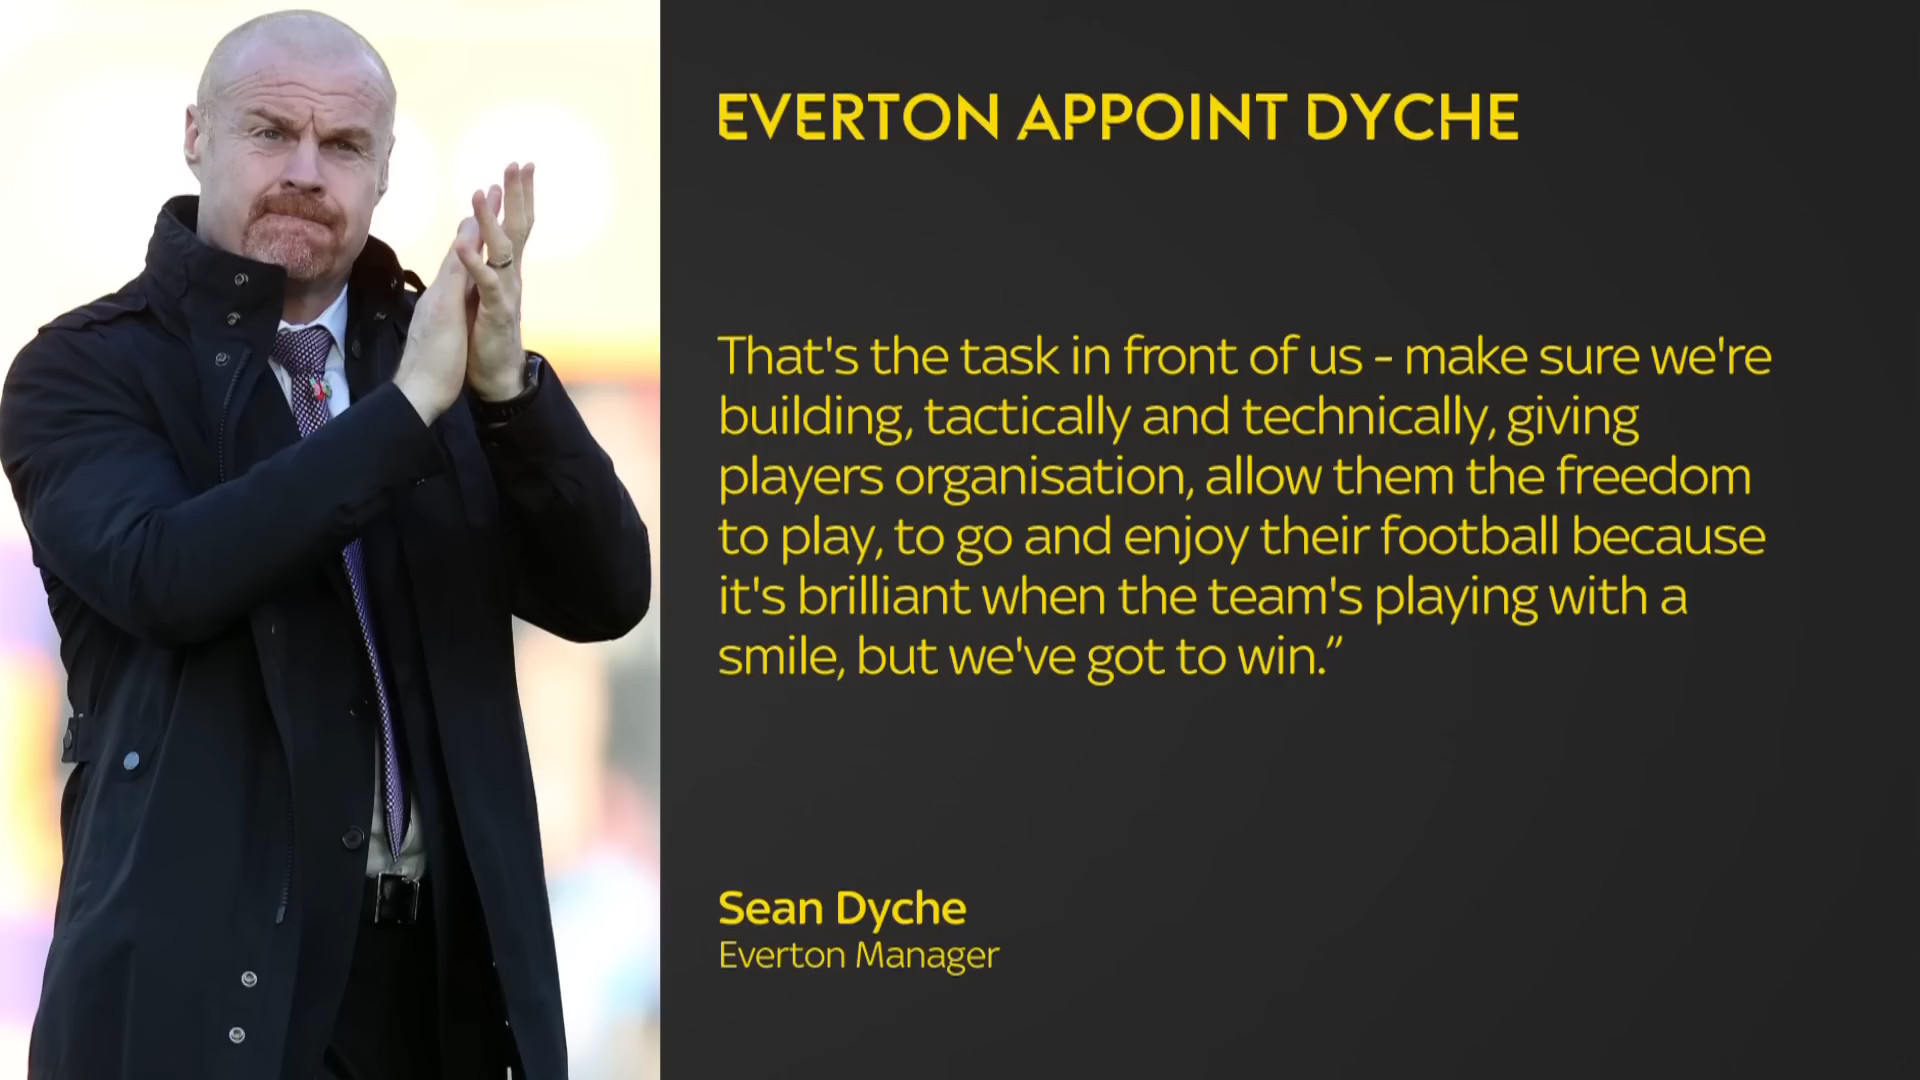 EVERTON APPOINT DYCHE
That's the task in front of us - make sure we're
building, tactically and technically, giving
players organisation, allow them the freedom
to play, to go and enjoy their football because
it's brilliant when the team's playing with a
smile, but we've got to win.”
Sean Dyche
Everton Manager